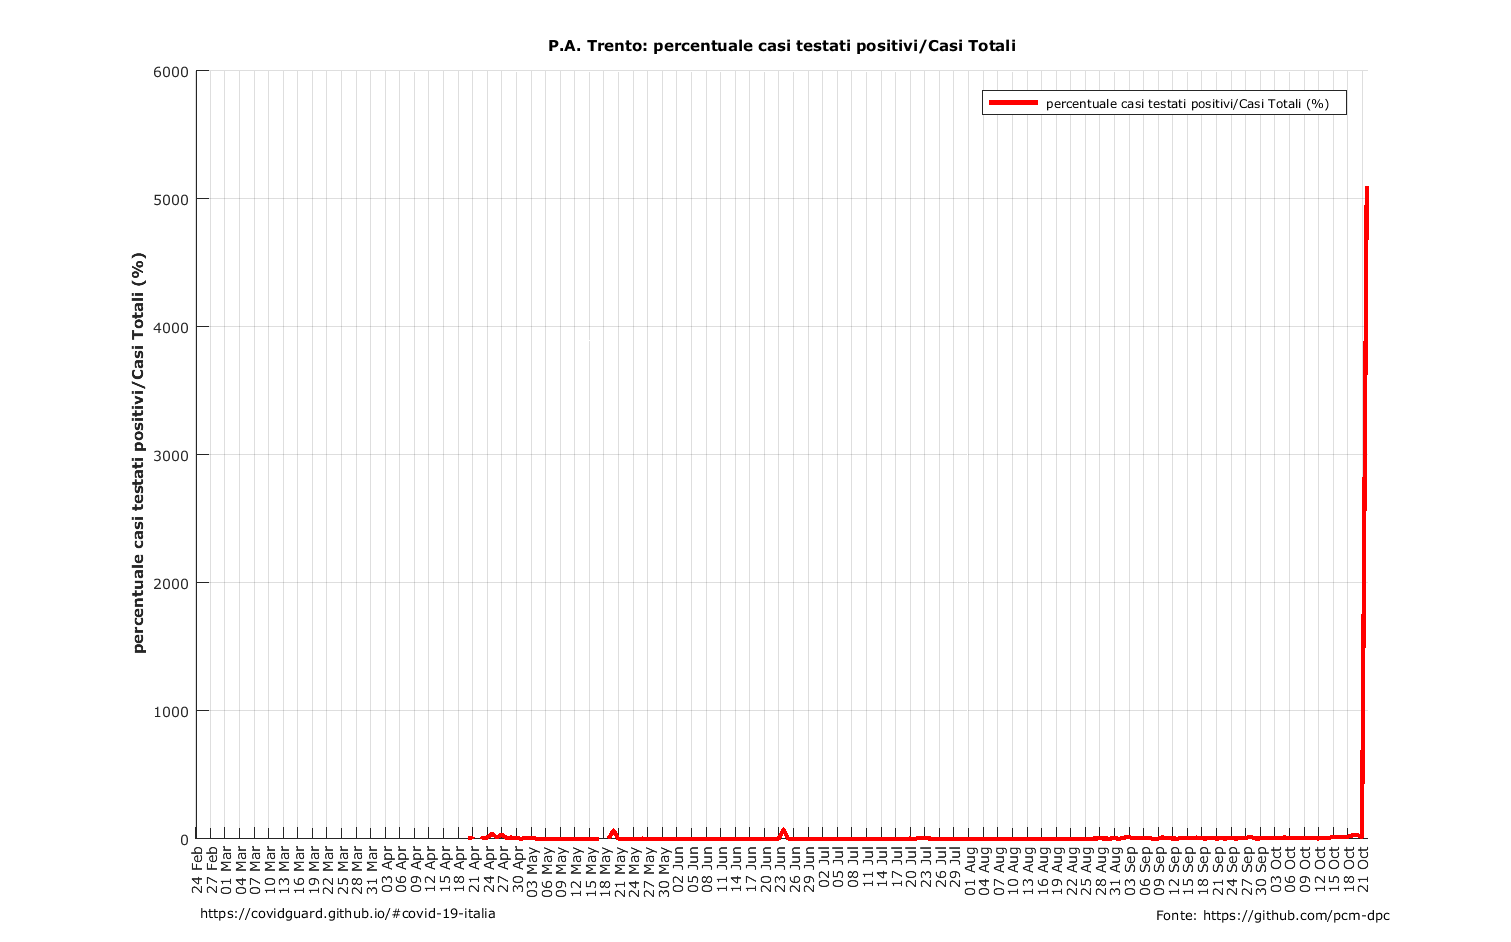 P.A. Trento: percentuale casi testati positivi/Casi Totali
percentuale casi testati positivi/Casi Totali (%)
percentuale casi testati positivi/Casi Totali (%)
6000
5000
4000
3000
2000
1000
0
24 Feb
27 Feb
01 Mar
04 Mar
07 Mar
10 Mar
13 Mar
16 Mar
19 Mar
22 Mar
25 Mar
28 Mar
31 Mar
03 Apr
06 Apr
09 Apr
12 Apr
15 Apr
18 Apr
21 Apr
24 Apr
27 Apr
30 Apr
03 May
06 May
09 May
12 May
15 May
18 May
21 May
24 May
27 May
30 May
02 Jun
05 Jun
08 Jun
11 Jun
14 Jun
17 Jun
20 Jun
23 Jun
26 Jun
29 Jun
02 Jul
05 Jul
08 Jul
11 Jul
14 Jul
17 Jul
20 Jul
23 Jul
26 Jul
29 Jul
01 Aug
04 Aug
07 Aug
10 Aug
13 Aug
16 Aug
19 Aug
22 Aug
25 Aug
28 Aug
31 Aug
03 Sep
06 Sep
09 Sep
12 Sep
15 Sep
18 Sep
21 Sep
24 Sep
27 Sep
30 Sep
03 Oct
06 Oct
09 Oct
12 Oct
15 Oct
18 Oct
21 Oct
https://covidguard.github.io/#covid-19-italia
Fonte: https://github.com/pcm-dpc